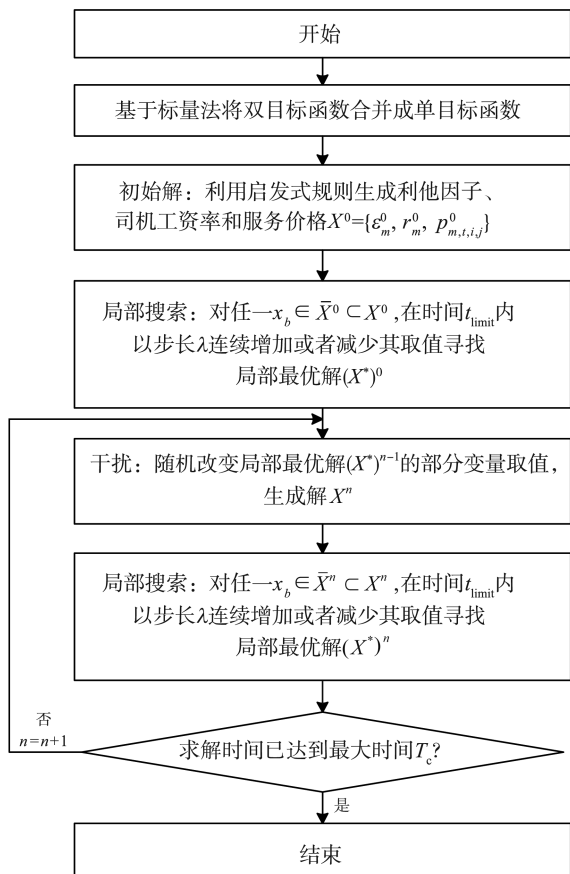 开始
基于标量法将双目标函数合并成单目标函数
初始解：利用启发式规则生成利他因子、
司机工资率和服务价格X⁰={ε⁰ₘ, r⁰ₘ, p⁰ₘ,ₜ,ᵢ,ⱼ}
局部搜索：对任一x_b∈X̄⁰⊂X⁰,在时间t_limit内
以步长λ连续增加或者减少其取值寻找
局部最优解(X*)⁰
干扰：随机改变局部最优解(X*)ⁿ⁻¹的部分变量取值，
生成解Xⁿ
局部搜索：对任一x_b∈X̄ⁿ⊂Xⁿ,在时间t_limit内
以步长λ连续增加或者减少其取值寻找
局部最优解(X*)ⁿ
否
n=n+1
求解时间已达到最大时间T_c?
是
结束